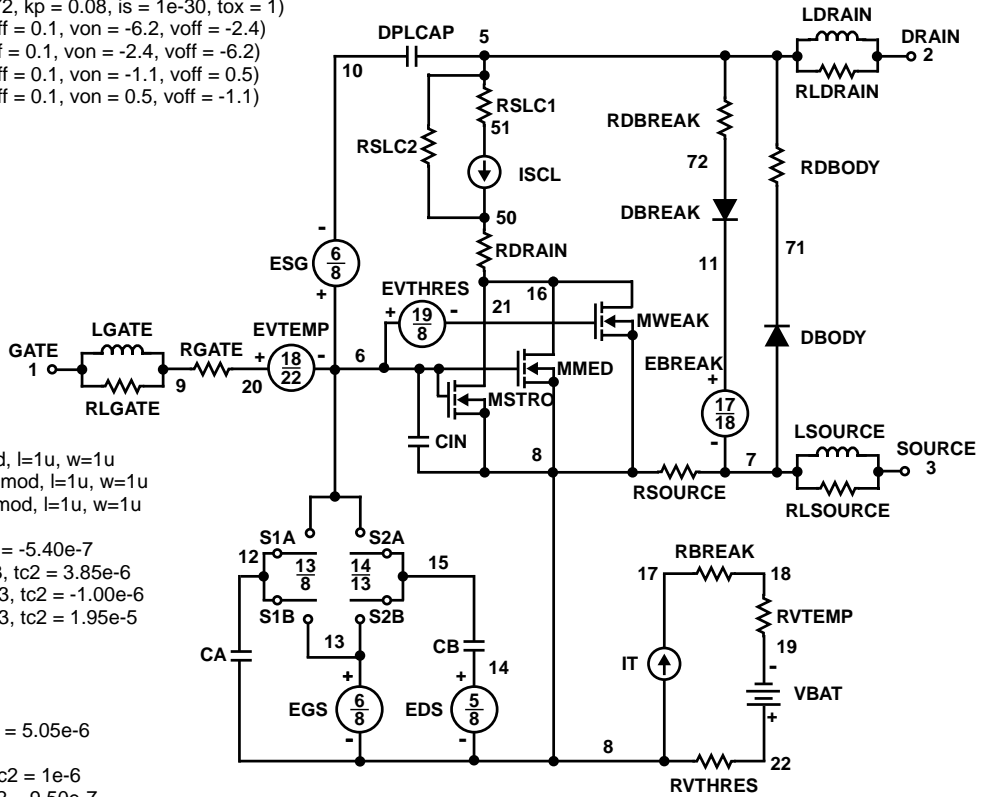 2, kp = 0.08, is = 1e-30, tox = 1)
ff = 0.1, von = -6.2, voff = -2.4)
f = 0.1, von = -2.4, voff = -6.2)
ff = 0.1, von = -1.1, voff = 0.5)
ff = 0.1, von = 0.5, voff = -1.1)
DPLCAP
5
10
LDRAIN
DRAIN
2
RLDRAIN
RSLC1
51
RSLC2
ISCL
50
RDRAIN
RDBREAK
72
DBREAK
11
RDBODY
71
DBODY
ESG
-
6
8
+
EVTHRES
+
19
8
-
21
16
MWEAK
MMED
MSTRO
EBREAK
+
17
18
-
GATE
1
LGATE
RLGATE
9
RGATE
20
EVTEMP
+
18
22
-
6
CIN
8
RSOURCE
7
LSOURCE
SOURCE
3
RLSOURCE
d, l=1u, w=1u
mod, l=1u, w=1u
mod, l=1u, w=1u
= -5.40e-7
, tc2 = 3.85e-6
3, tc2 = -1.00e-6
3, tc2 = 1.95e-5
S1A
S2A
12
13
8
14
13
15
S1B
S2B
13
CA
CB
14
+
EGS
6
8
-
+
EDS
5
8
-
RBREAK
17
18
RVTEMP
19
IT
-
VBAT
+
8
22
RVTHRES
= 5.05e-6
c2 = 1e-6